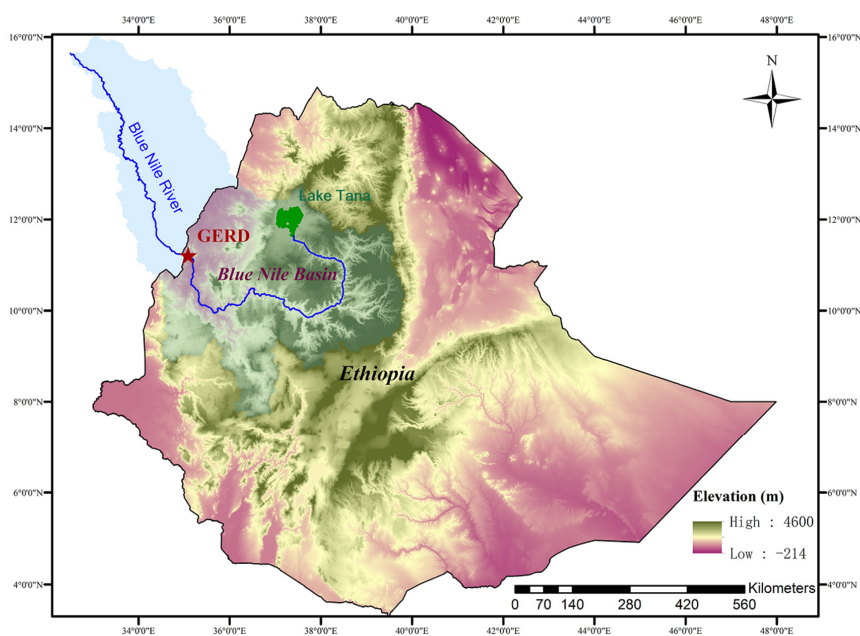 34°0'0"E 36°0'0"E 38°0'0"E 40°0'0"E 42°0'0"E 44°0'0"E 46°0'0"E 48°0'0"E
16°0'0"N 16°0'0"N
N
14°0'0"N 14°0'0"N
Blue Nile River
Lake Tana
12°0'0"N 12°0'0"N
GERD
Blue Nile Basin
10°0'0"N 10°0'0"N
Ethiopia
8°0'0"N 8°0'0"N
6°0'0"N 6°0'0"N
Elevation (m)
High : 4600
Low : -214
4°0'0"N 4°0'0"N
Kilometers
0 70 140 280 420 560
34°0'0"E 36°0'0"E 38°0'0"E 40°0'0"E 42°0'0"E 44°0'0"E 46°0'0"E 48°0'0"E